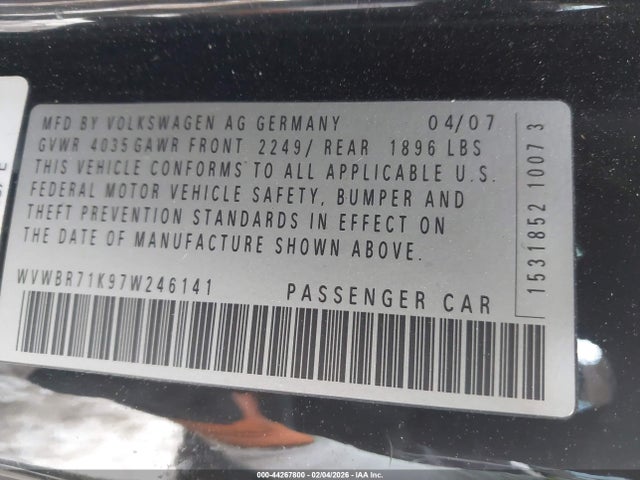 MFD BY VOLKSWAGEN AG GERMANY 04/07
GVWR 4035 GAWR FRONT 2249/ REAR 1896 LBS
THIS VEHICLE CONFORMS TO ALL APPLICABLE U.S.
FEDERAL MOTOR VEHICLE SAFETY, BUMPER AND
THEFT PREVENTION STANDARDS IN EFFECT ON
THE DATE OF MANUFACTURE SHOWN ABOVE.
WVWBR71K97W246141 PASSENGER CAR
1531852 1007 3
000-44267800 - 02/04/2026 - IAA Inc.